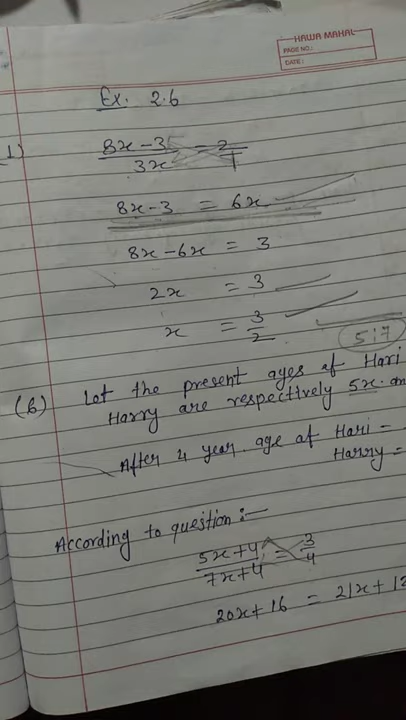 HAWA MAHAL
PAGE NO.:
DATE:
Ex. 2.6
1)
8x-3/3x = 2/1
8x-3 = 6x
8x-6x = 3
2x = 3
x = 3/2
5:7
(6) Let the present ages of Hari
Harry are respectively 5x.
After 4 year. age of Hari =
Harry =
According to question:-
5x+4/7x+4 = 3/4
20x+16 = 21x+12